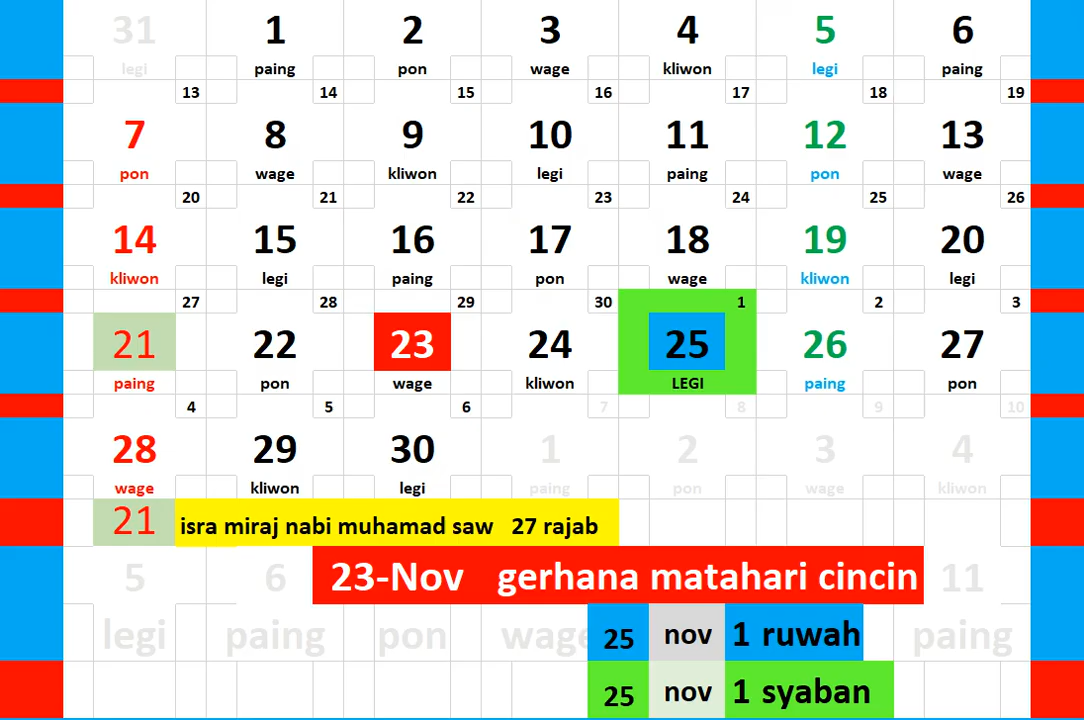 31 1 2 3 4 5 6
legi paing pon wage kliwon legi paing
13 14 15 16 17 18 19
7 8 9 10 11 12 13
pon wage kliwon legi paing pon wage
20 21 22 23 24 25 26
14 15 16 17 18 19 20
kliwon legi paing pon wage kliwon legi
27 28 29 30 1 2 3
21 22 23 24 25 26 27
paing pon wage kliwon LEGI paing pon
4 5 6 7 8 9 10
28 29 30 1 2 3 4
wage kliwon legi paing pon wage kliwon
21 isra miraj nabi muhamad saw 27 rajab
5 6 23-Nov gerhana matahari cincin 11
legi paing pon wage 25 nov 1 ruwah paing
25 nov 1 syaban